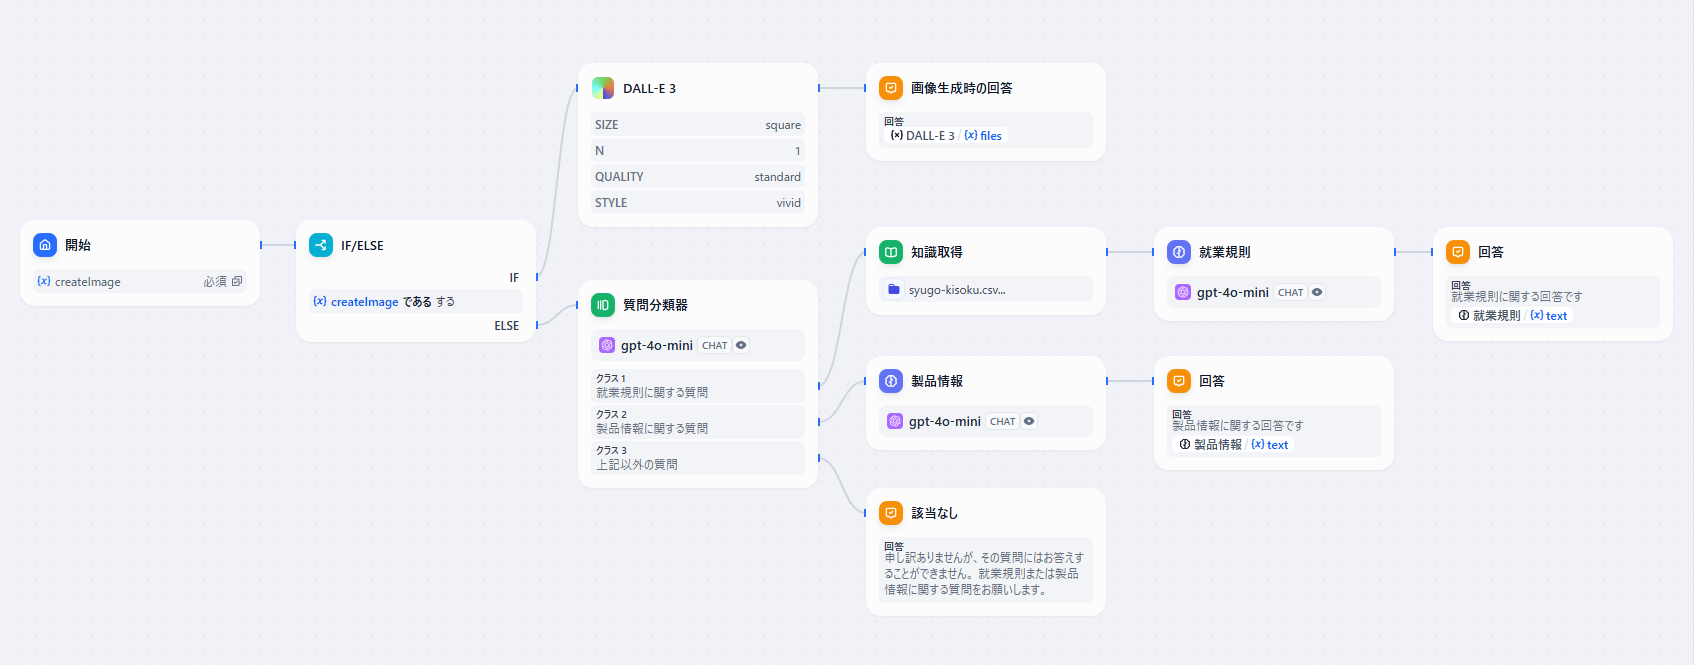 開始
createImage 必須
IF/ELSE
IF
createImage である する
ELSE
DALL-E 3
SIZE square
N 1
QUALITY standard
STYLE vivid
画像生成時の回答
回答
DALL-E 3 / {x} files
質問分類器
gpt-4o-mini CHAT
クラス 1
就業規則に関する質問
クラス 2
製品情報に関する質問
クラス 3
上記以外の質問
知識取得
syugo-kisoku.csv...
就業規則
gpt-4o-mini CHAT
回答
回答
就業規則に関する回答です
就業規則 / {x} text
製品情報
gpt-4o-mini CHAT
回答
回答
製品情報に関する回答です
製品情報 / {x} text
該当なし
回答
申し訳ありませんが、その質問にはお答えす
ることができません。就業規則または製品
情報に関する質問をお願いします。